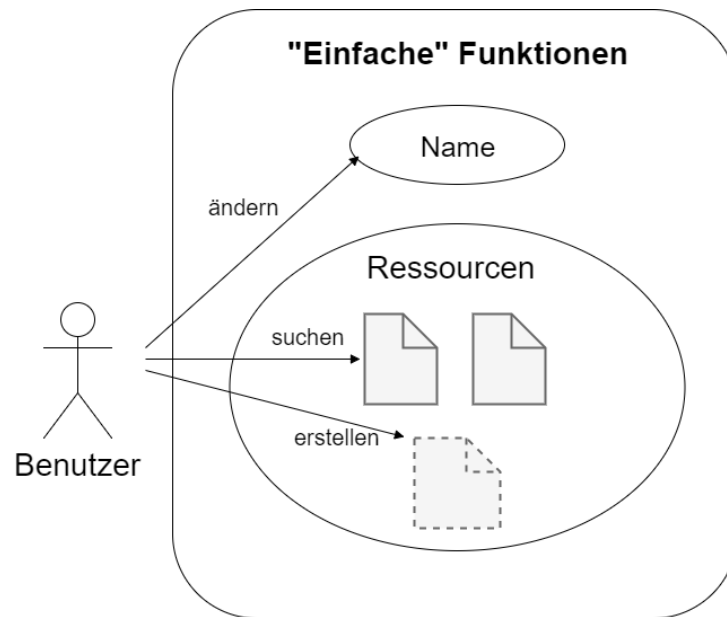 "Einfache" Funktionen
Name
ändern
Ressourcen
suchen
erstellen
Benutzer